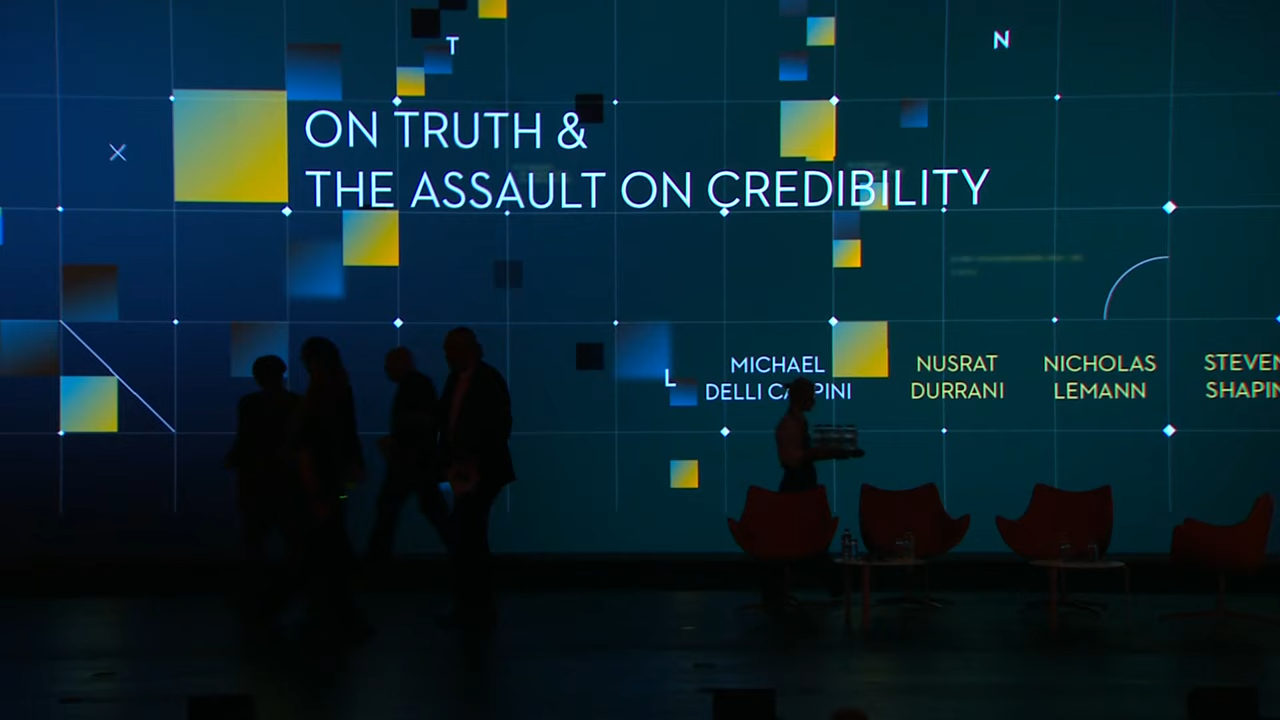 T
N
ON TRUTH &
THE ASSAULT ON CREDIBILITY
MICHAEL
DELLI
NUSRAT
DURRANI
NICHOLAS
LEMANN
STEVEN
L